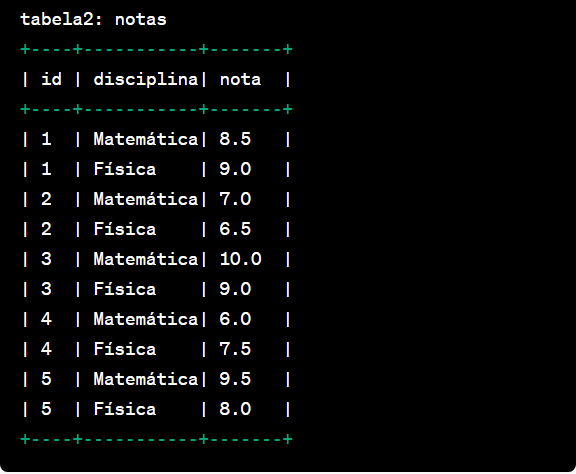 tabela2: notas
+----+-----------+-------+
| id | disciplina| nota  |
+----+-----------+-------+
| 1  | Matemática| 8.5   |
| 1  | Física    | 9.0   |
| 2  | Matemática| 7.0   |
| 2  | Física    | 6.5   |
| 3  | Matemática| 10.0  |
| 3  | Física    | 9.0   |
| 4  | Matemática| 6.0   |
| 4  | Física    | 7.5   |
| 5  | Matemática| 9.5   |
| 5  | Física    | 8.0   |
+----+-----------+-------+